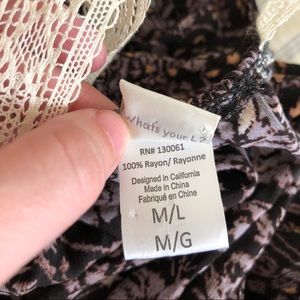 What's your
RN# 130061
100% Rayon/ Rayonne
Designed in California
Made in China
Fabriqué en Chine
M/L
M/G